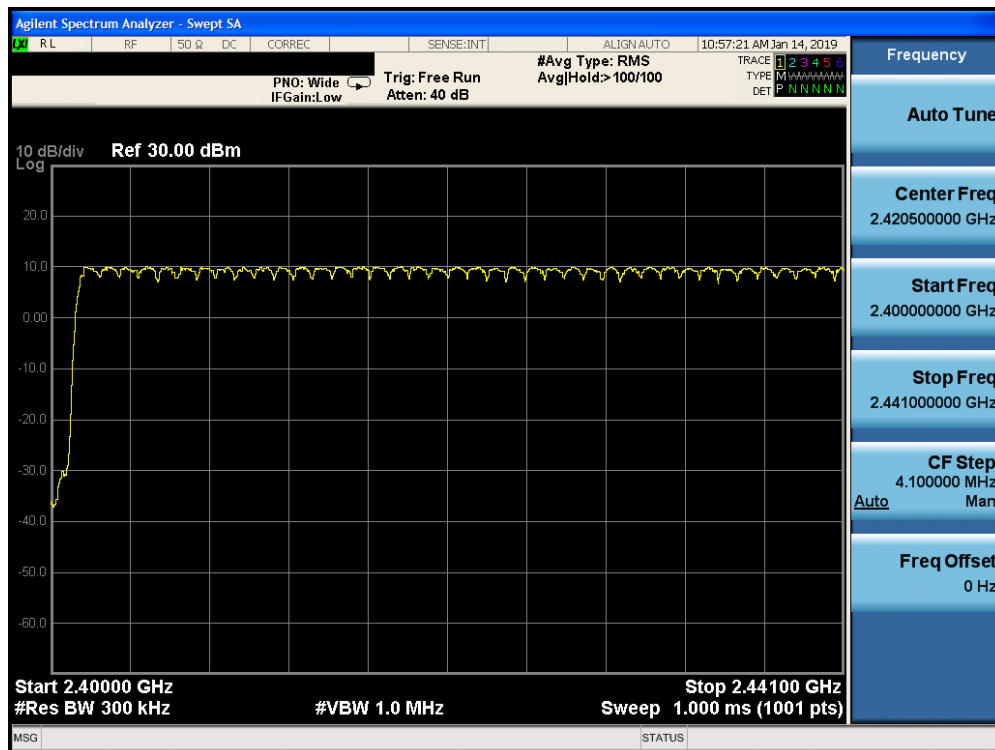 Agilent Spectrum Analyzer - Swept SA
LXI RL RF 50 Ω DC CORREC SENSE:INT ALIGN AUTO 10:57:21 AM Jan 14, 2019
PNO: Wide
IFGain:Low
Trig: Free Run
Atten: 40 dB
#Avg Type: RMS
Avg|Hold:>100/100
TRACE 1 2 3 4 5 6
TYPE M
DET P N N N N N
10 dB/div
Log
Ref 30.00 dBm
20.0
10.0
0.00
-10.0
-20.0
-30.0
-40.0
-50.0
-60.0
Start 2.40000 GHz
Stop 2.44100 GHz
#Res BW 300 kHz
#VBW 1.0 MHz
Sweep 1.000 ms (1001 pts)
MSG
STATUS
Frequency
Auto Tune
Center Freq
2.420500000 GHz
Start Freq
2.400000000 GHz
Stop Freq
2.441000000 GHz
CF Step
4.100000 MHz
Auto Man
Freq Offset
0 Hz